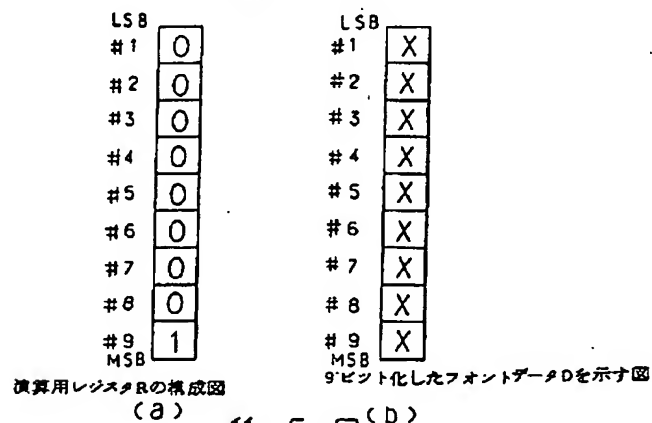 LSB
#1 0
#2 0
#3 0
#4 0
#5 0
#6 0
#7 0
#8 0
#9 1
MSB
演算用レジスタRの構成図
(a)
LSB
#1 X
#2 X
#3 X
#4 X
#5 X
#6 X
#7 X
#8 X
#9 X
MSB
9ビット化したフォントデータDを示す図
(b)